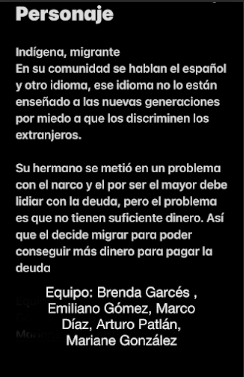 Personaje
Indígena, migrante
En su comunidad se hablan el español
y otro idioma, ese idioma no lo están
enseñado a las nuevas generaciones
por miedo a que los discriminen los
extranjeros.
Su hermano se metió en un problema
con el narco y el por ser el mayor debe
lidiar con la deuda, pero el problema
es que no tienen suficiente dinero. Así
que el decide migrar para poder
conseguir más dinero para pagar la
deuda
Equipo: Brenda Garcés ,
Emiliano Gómez, Marco
Díaz, Arturo Patlán,
Mariane González